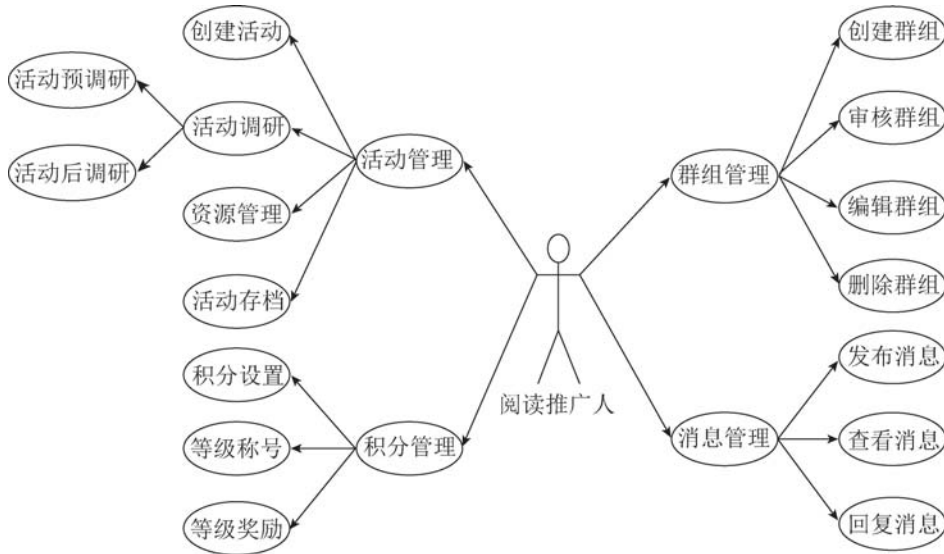 创建活动
活动预调研
活动调研
活动后调研
活动管理
资源管理
活动存档
积分设置
等级称号
积分管理
等级奖励
阅读推广人
创建群组
审核群组
群组管理
编辑群组
删除群组
发布消息
消息管理
查看消息
回复消息